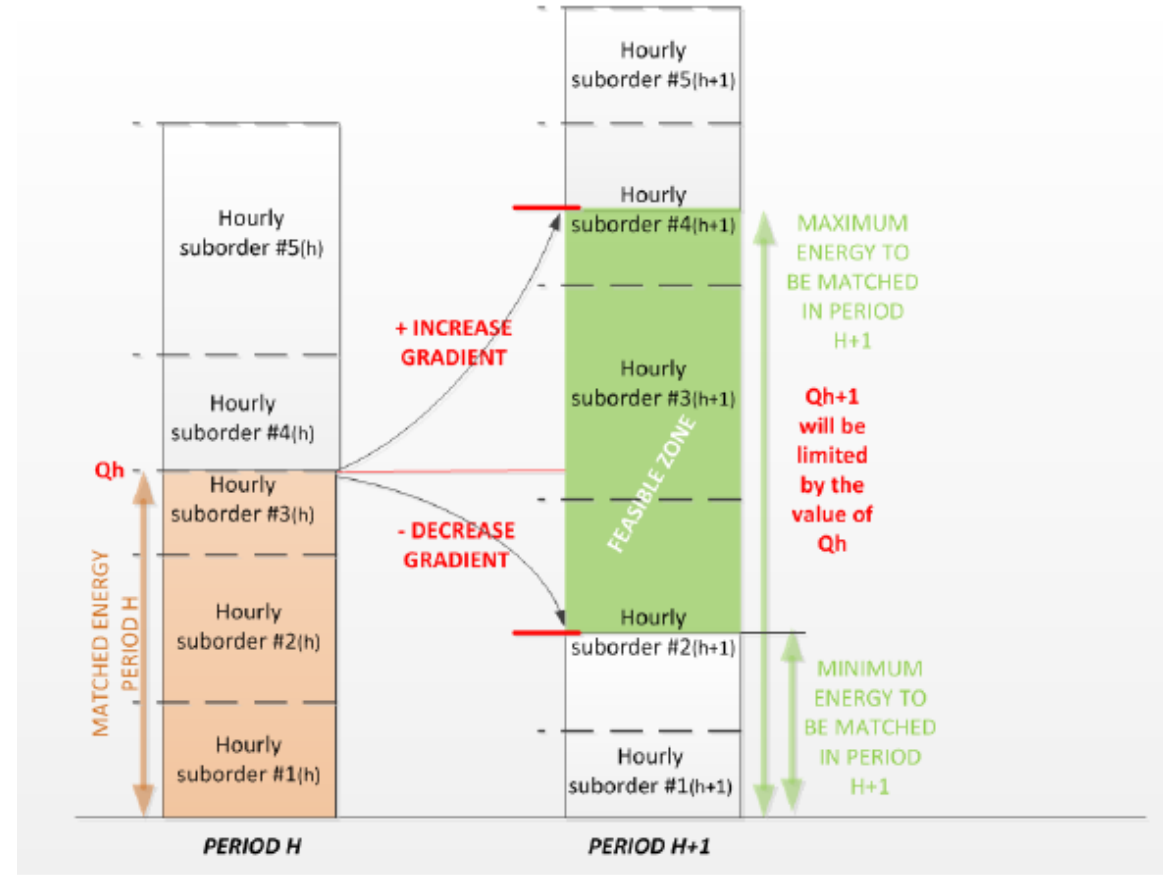 Hourly
suborder #5(h+1)
Hourly
suborder #5(h)
Hourly
suborder #4(h+1)
MAXIMUM
ENERGY TO
BE MATCHED
IN PERIOD
H+1
+ INCREASE
GRADIENT
Hourly
suborder #3(h+1)
Hourly
suborder #4(h)
Qh+1
will be
limited
by the
value of
Qh
Qh
Hourly
suborder #3(h)
FEASIBLE ZONE
- DECREASE
GRADIENT
MATCHED ENERGY
PERIOD H
Hourly
suborder #2(h)
Hourly
suborder #2(h+1)
MINIMUM
ENERGY TO
BE MATCHED
IN PERIOD
H+1
Hourly
suborder #1(h)
Hourly
suborder #1(h+1)
PERIOD H
PERIOD H+1